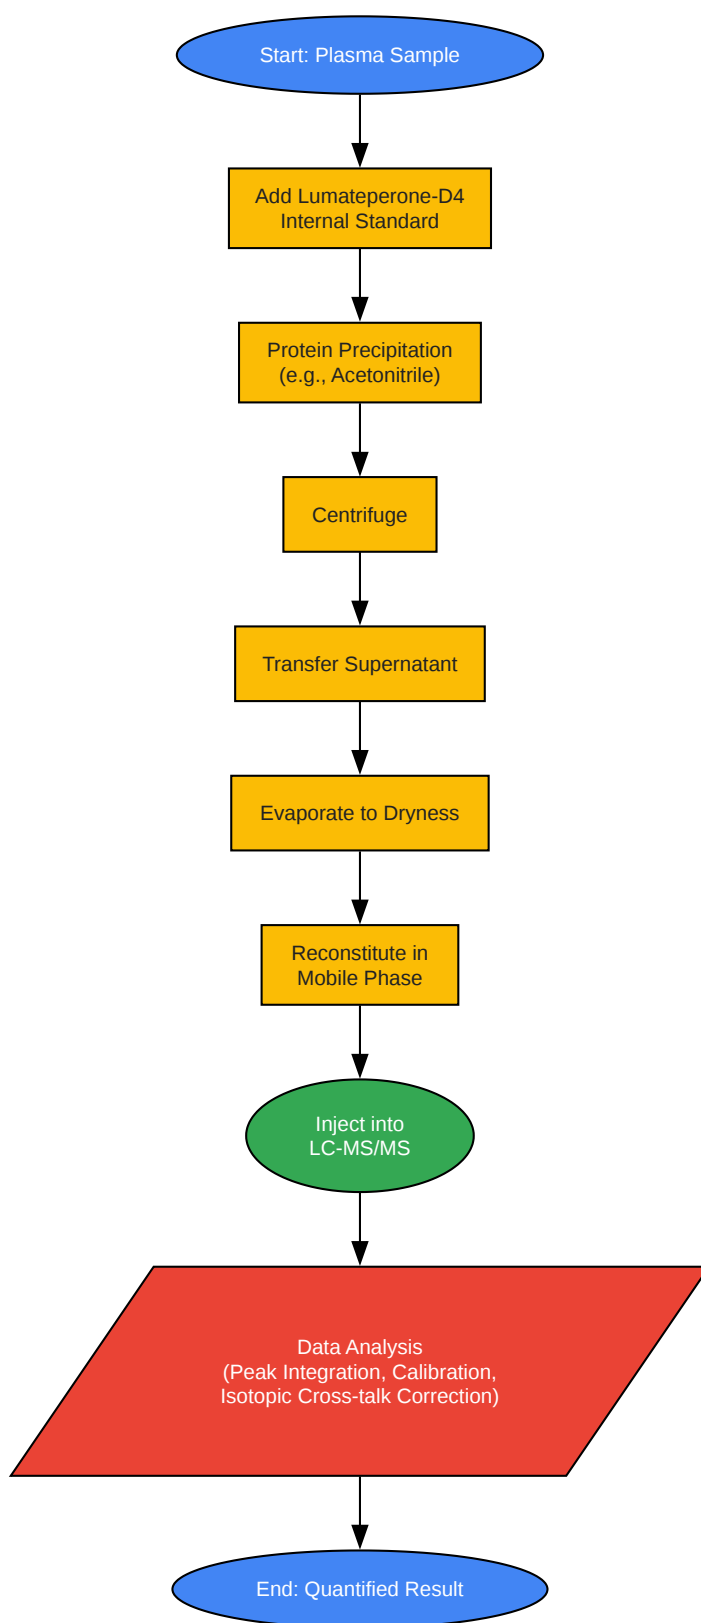 Start: Plasma Sample
Add Lumateperone-D4
Internal Standard
Protein Precipitation
(e.g., Acetonitrile)
Centrifuge
Transfer Supernatant
Evaporate to Dryness
Reconstitute in
Mobile Phase
Inject into
LC-MS/MS
Data Analysis
(Peak Integration, Calibration,
Isotopic Cross-talk Correction)
End: Quantified Result